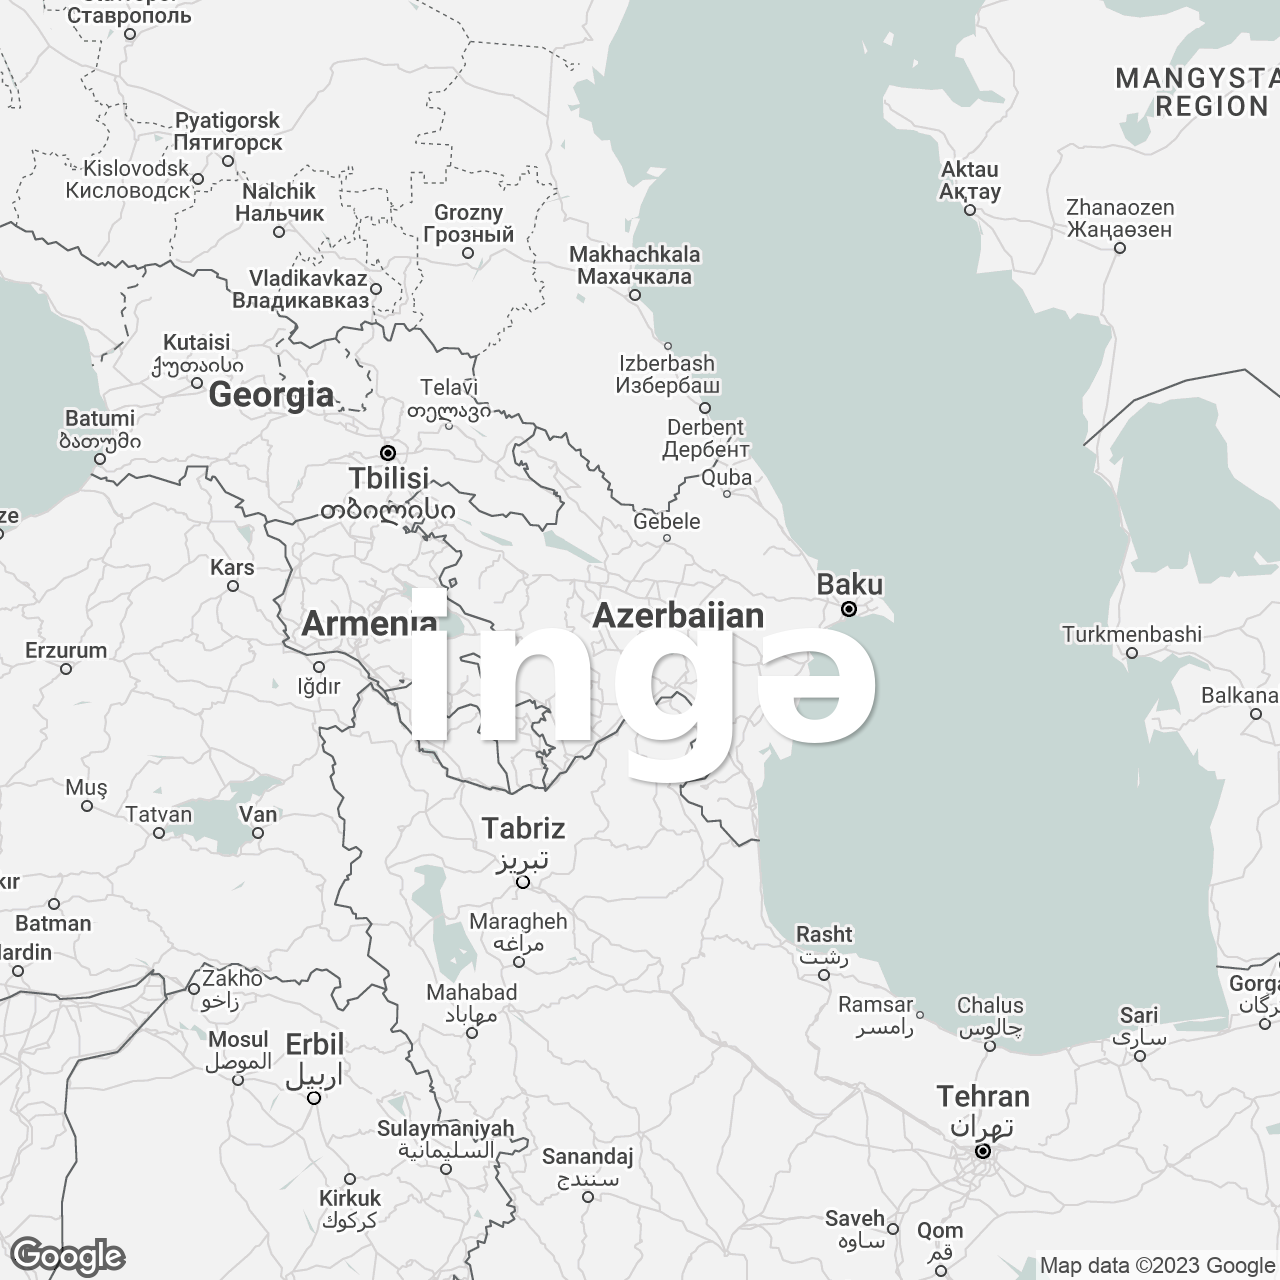 Ставрополь
MANGYSTA
REGION
Pyatigorsk
Пятигорск
Kislovodsk
Кисловодск
Nalchik
Нальчик
Grozny
Грозный
Aktau
Ақтау
Zhanaozen
Жаңаөзен
Makhachkala
Махачкала
Vladikavkaz
Владикавказ
Kutaisi
ქუთაისი
Georgia
Izberbash
Избербаш
Telavi
თელავი
Batumi
ბათუმი
Derbent
Дербент
Tbilisi
თბილისი
Quba
ze
Gebele
Kars
Baku
Armenia
Azerbaijan
ingə
Erzurum
Turkmenbashi
Iğdır
Balkana
Muş
Tatvan
Van
Tabriz
تبریز
kır
Batman
Maragheh
مراغه
Rasht
رشت
Mardin
Zakho
زاخو
Mahabad
مهاباد
Ramsar
رامسر
Chalus
چالوس
Gorga
رگان
Sari
ساری
Mosul
الموصل
Erbil
اربيل
Tehran
تهران
Sulaymaniyah
السليمانية
Sanandaj
سنندج
Kirkuk
كركوك
Saveh
ساوه
Qom
قم
Google
Map data ©2023 Google